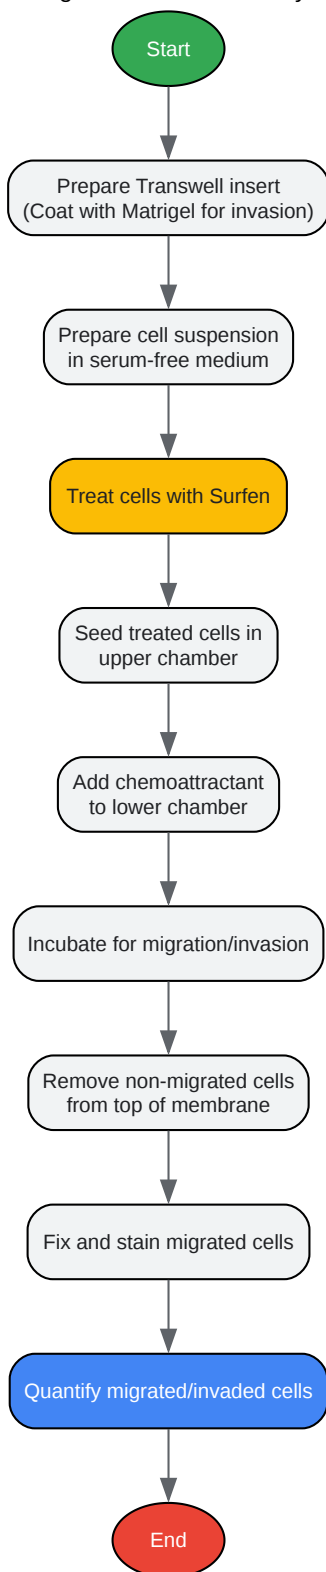 Start
Prepare Transwell insert
(Coat with Matrigel for invasion)
Prepare cell suspension
in serum-free medium
Treat cells with Surfen
Seed treated cells in
upper chamber
Add chemoattractant
to lower chamber
Incubate for migration/invasion
Remove non-migrated cells
from top of membrane
Fix and stain migrated cells
Quantify migrated/invaded cells
End